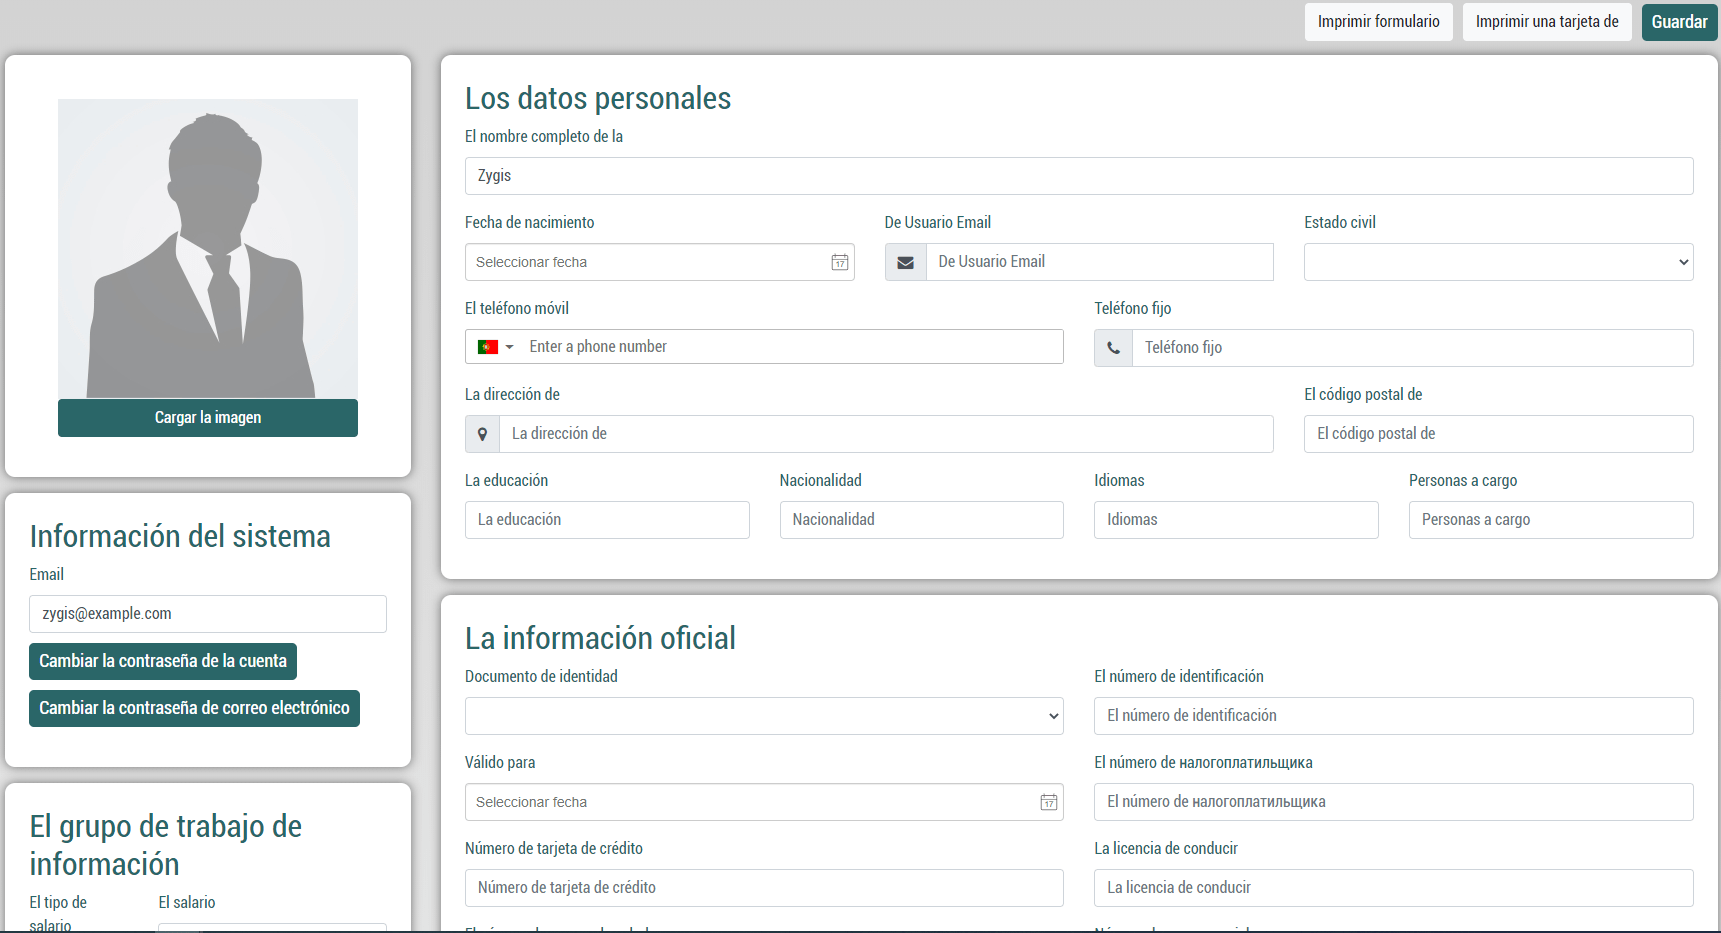 Imprimir formulario
Imprimir una tarjeta de
Guardar
Cargar la imagen
Información del sistema
Email
zygis@example.com
Cambiar la contraseña de la cuenta
Cambiar la contraseña de correo electrónico
El grupo de trabajo de
información
El tipo de
salario
El salario
Los datos personales
El nombre completo de la
Zygis
Fecha de nacimiento
Seleccionar fecha
17
De Usuario Email
De Usuario Email
Estado civil
El teléfono móvil
Enter a phone number
Teléfono fijo
Teléfono fijo
La dirección de
La dirección de
El código postal de
El código postal de
La educación
La educación
Nacionalidad
Nacionalidad
Idiomas
Idiomas
Personas a cargo
Personas a cargo
La información oficial
Documento de identidad
El número de identificación
El número de identificación
Válido para
Seleccionar fecha
17
El número de налогоплатильщика
El número de налогоплатильщика
Número de tarjeta de crédito
Número de tarjeta de crédito
La licencia de conducir
La licencia de conducir